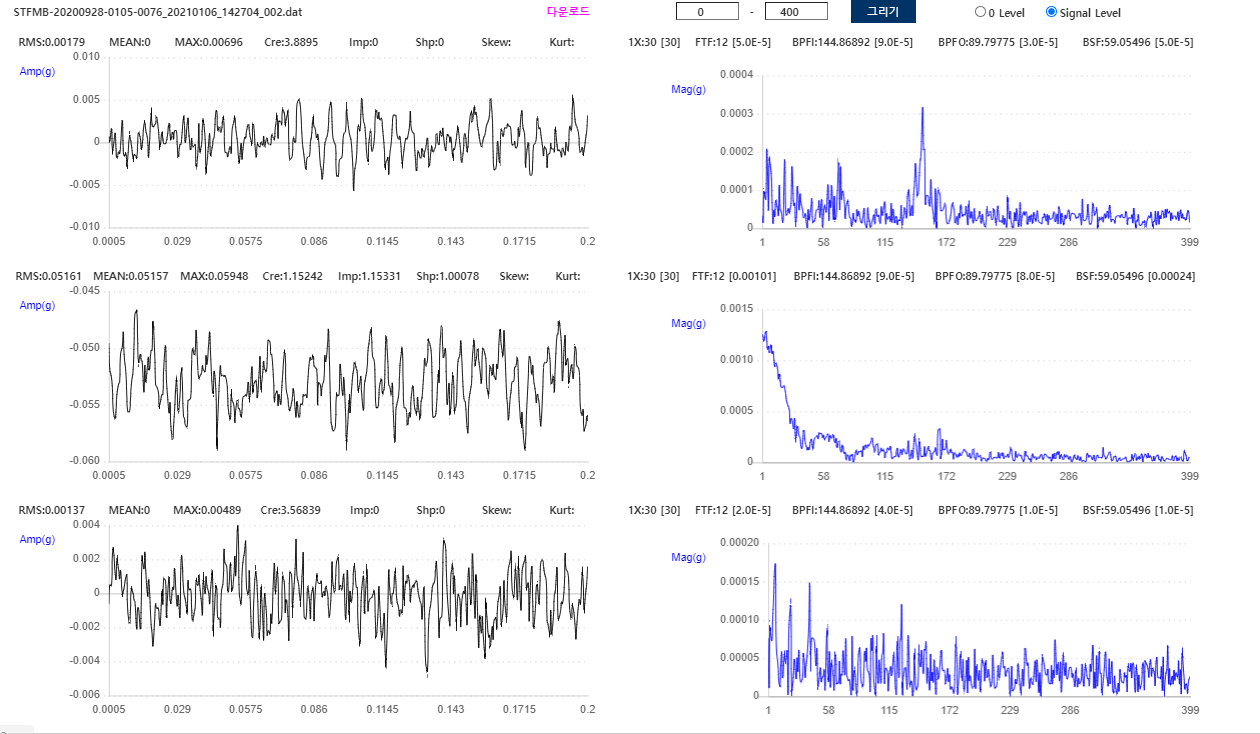 STFMB-20200928-0105-0076_20210106_142704_002.dat 다운로드 0 - 400 그리기 0 Level Signal Level
RMS:0.00179 MEAN:0 MAX:0.00696 Cre:3.8895 Imp:0 Shp:0 Skew: Kurt:
Amp(g)
0.010
0.005
0
-0.005
-0.010
0.0005 0.029 0.0575 0.086 0.1145 0.143 0.1715 0.2
1X:30 [30] FTF:12 [5.0E-5] BPFI:144.86892 [9.0E-5] BPFO:89.79775 [3.0E-5] BSF:59.05496 [5.0E-5]
Mag(g)
0.0004
0.0003
0.0002
0.0001
0
1 58 115 172 229 286 399
RMS:0.05161 MEAN:0.05157 MAX:0.05948 Cre:1.15242 Imp:1.15331 Shp:1.00078 Skew: Kurt:
Amp(g)
-0.045
-0.050
-0.055
-0.060
0.0005 0.029 0.0575 0.086 0.1145 0.143 0.1715 0.2
1X:30 [30] FTF:12 [0.00101] BPFI:144.86892 [9.0E-5] BPFO:89.79775 [8.0E-5] BSF:59.05496 [0.00024]
Mag(g)
0.0015
0.0010
0.0005
0
1 58 115 172 229 286 399
RMS:0.00137 MEAN:0 MAX:0.00489 Cre:3.56839 Imp:0 Shp:0 Skew: Kurt:
Amp(g)
0.004
0.002
0
-0.002
-0.004
-0.006
0.0005 0.029 0.0575 0.086 0.1145 0.143 0.1715 0.2
1X:30 [30] FTF:12 [2.0E-5] BPFI:144.86892 [4.0E-5] BPFO:89.79775 [1.0E-5] BSF:59.05496 [1.0E-5]
Mag(g)
0.00020
0.00015
0.00010
0.00005
0
1 58 115 172 229 286 399